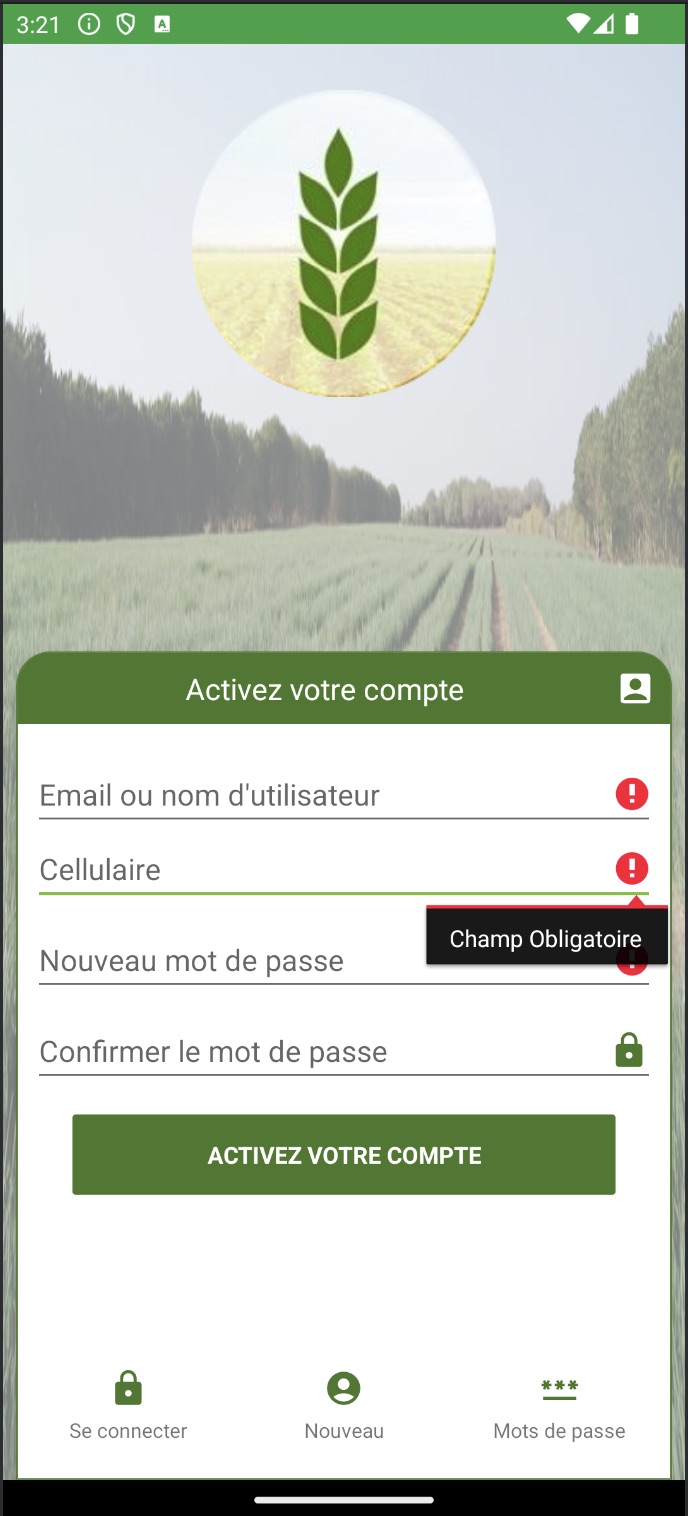 3:21
A
Activez votre compte
Email ou nom d'utilisateur
Cellulaire
Champ Obligatoire
Nouveau mot de passe
Confirmer le mot de passe
ACTIVEZ VOTRE COMPTE
***
Se connecter
Nouveau
Mots de passe